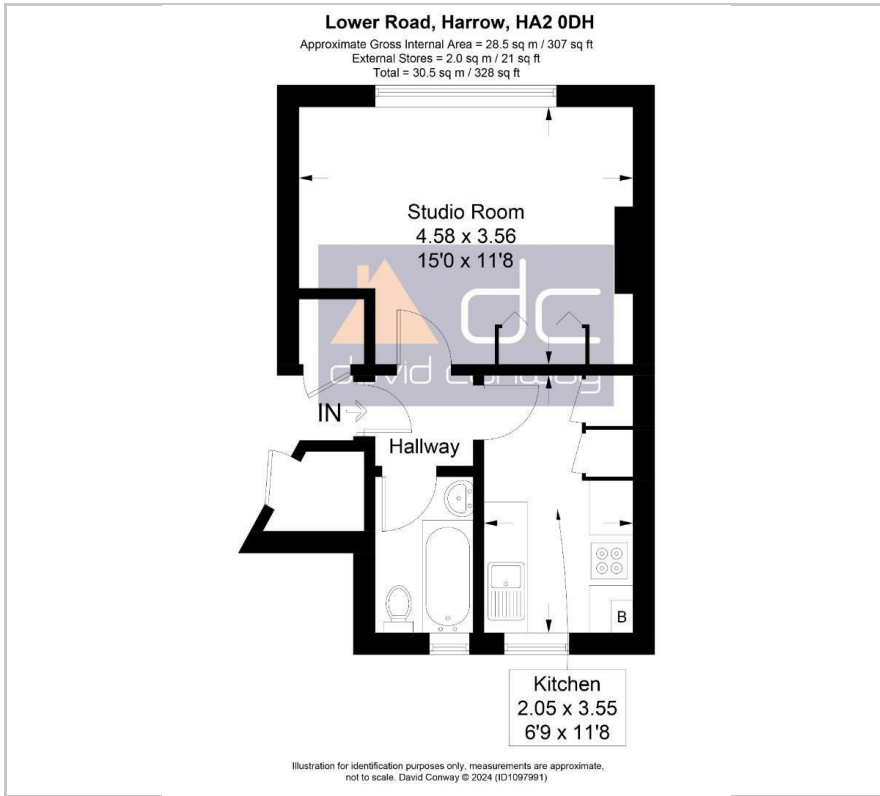 Lower Road, Harrow, HA2 0DH
Approximate Gross Internal Area = 28.5 sq m / 307 sq ft
External Stores = 2.0 sq m / 21 sq ft
Total = 30.5 sq m / 328 sq ft
Studio Room
4.58 x 3.56
15'0 x 11'8
dc
david conway
IN
Hallway
B
Kitchen
2.05 x 3.55
6'9 x 11'8
Illustration for identification purposes only, measurements are approximate,
not to scale. David Conway © 2024 (ID1097991)